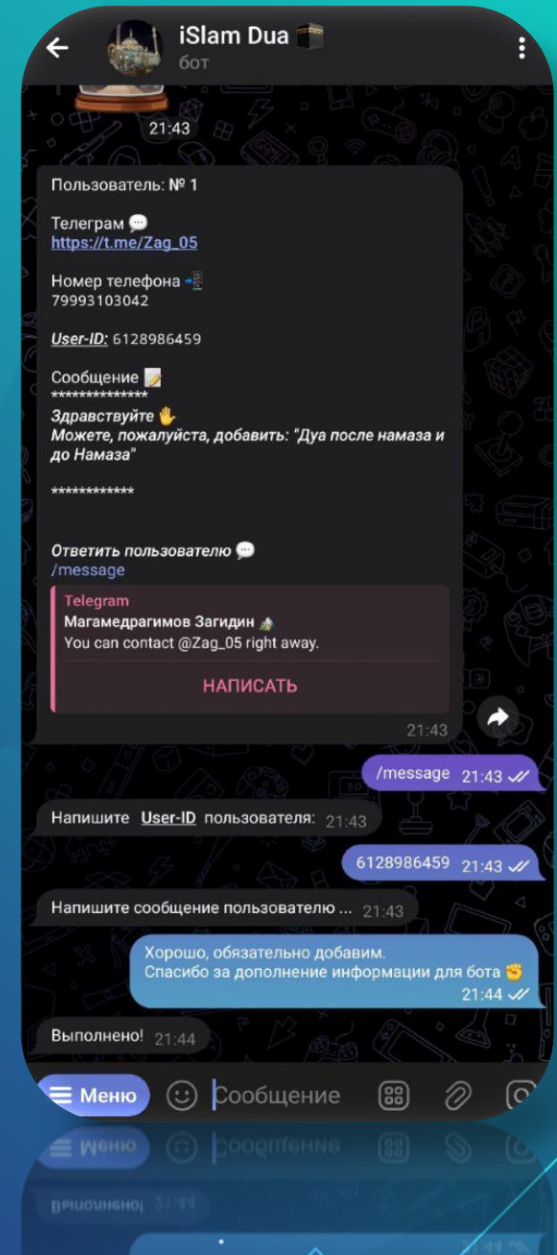 iSlam Dua 🕋
бот
21:43
Пользователь: № 1
Телеграм 💬
https://t.me/Zag_05
Номер телефона 📲
79993103042
User-ID: 6128986459
Сообщение 📝
**************
Здравствуйте ✋
Можете, пожалуйста, добавить: "Дуа после намаза и
до Намаза"
************
Ответить пользователю 💬
/message
Telegram
Магамедрагимов Загидин
You can contact @Zag_05 right away.
НАПИСАТЬ
21:43
/message 21:43
Напишите User-ID пользователя: 21:43
6128986459 21:43
Напишите сообщение пользователю ... 21:43
Хорошо, обязательно добавим.
Спасибо за дополнение информации для бота ✊
21:44
Выполнено! 21:44
Меню Сообщение